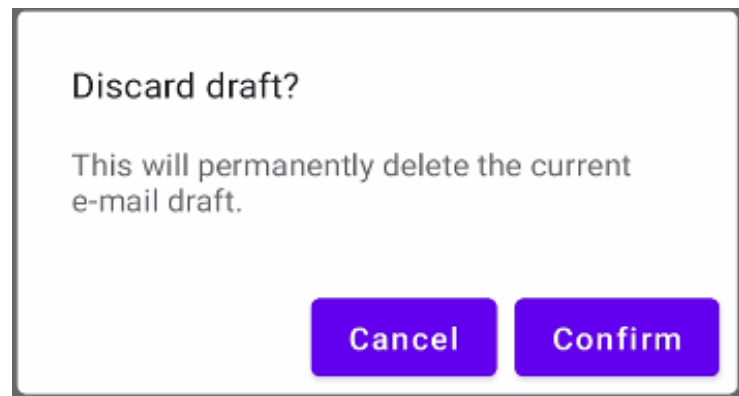 Discard draft?
This will permanently delete the current
e-mail draft.
Cancel Confirm